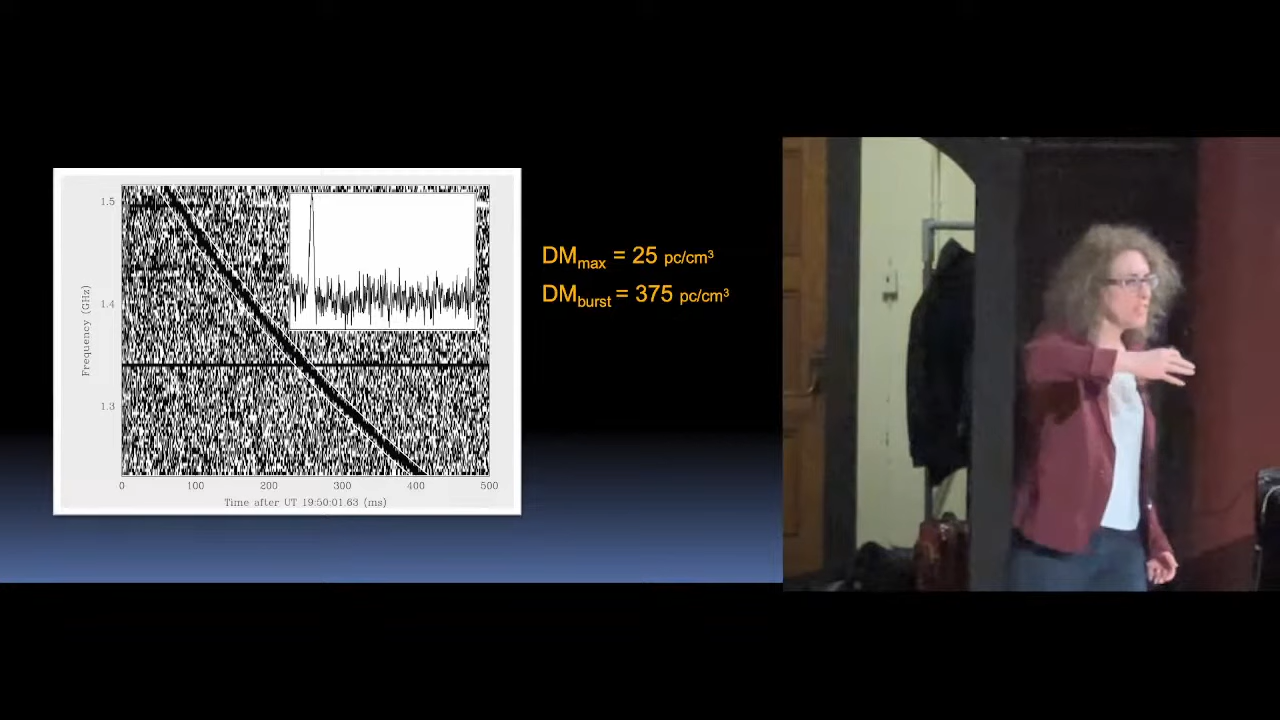 1.5
1.4
1.3
Frequency (GHz)
0 100 200 300 400 500
Time after UT 19:50:01.63 (ms)
DMmax = 25 pc/cm³
DMburst = 375 pc/cm³